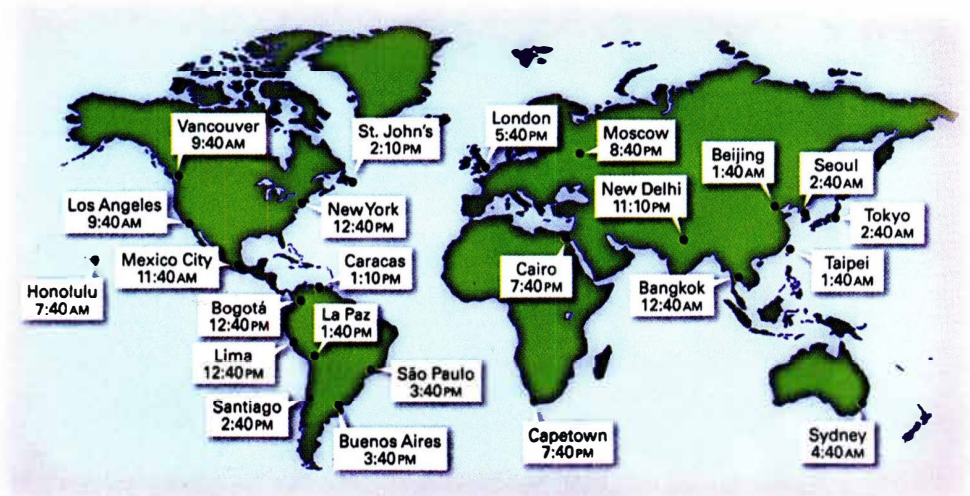 Vancouver
9:40 AM
St. John's
2:10 PM
London
5:40 PM
Moscow
8:40 PM
Beijing
1:40 AM
Seoul
2:40 AM
Los Angeles
9:40 AM
New York
12:40 PM
New Delhi
11:10 PM
Tokyo
2:40 AM
Mexico City
11:40 AM
Caracas
1:10 PM
Cairo
7:40 PM
Bangkok
12:40 AM
Taipei
1:40 AM
Honolulu
7:40 AM
Bogotá
12:40 PM
La Paz
1:40 PM
Lima
12:40 PM
São Paulo
3:40 PM
Santiago
2:40 PM
Buenos Aires
3:40 PM
Capetown
7:40 PM
Sydney
4:40 AM